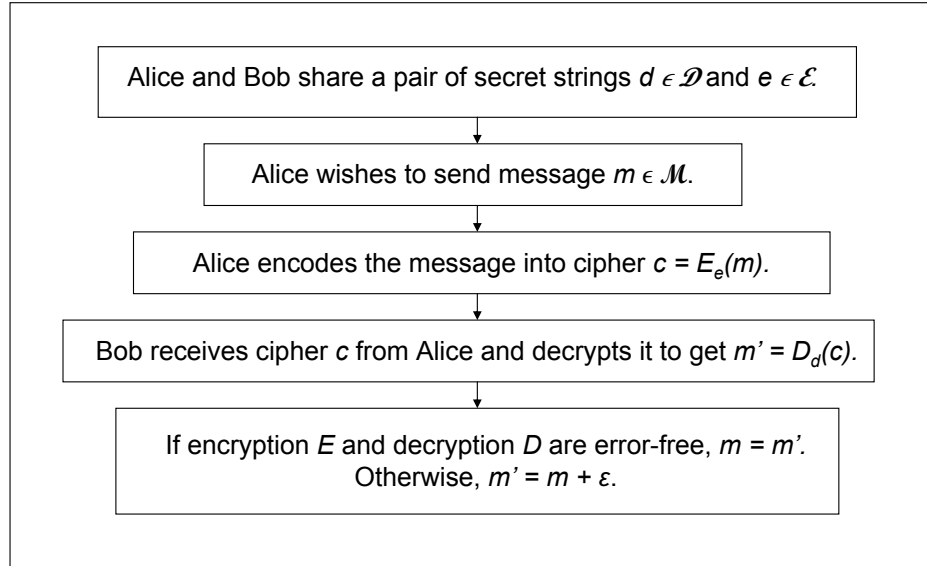 Alice and Bob share a pair of secret strings d ϵ 𝒟 and e ϵ ℰ.
Alice wishes to send message m ϵ ℳ.
Alice encodes the message into cipher c = Eₑ(m).
Bob receives cipher c from Alice and decrypts it to get m’ = D_d(c).
If encryption E and decryption D are error-free, m = m’.
Otherwise, m’ = m + ε.